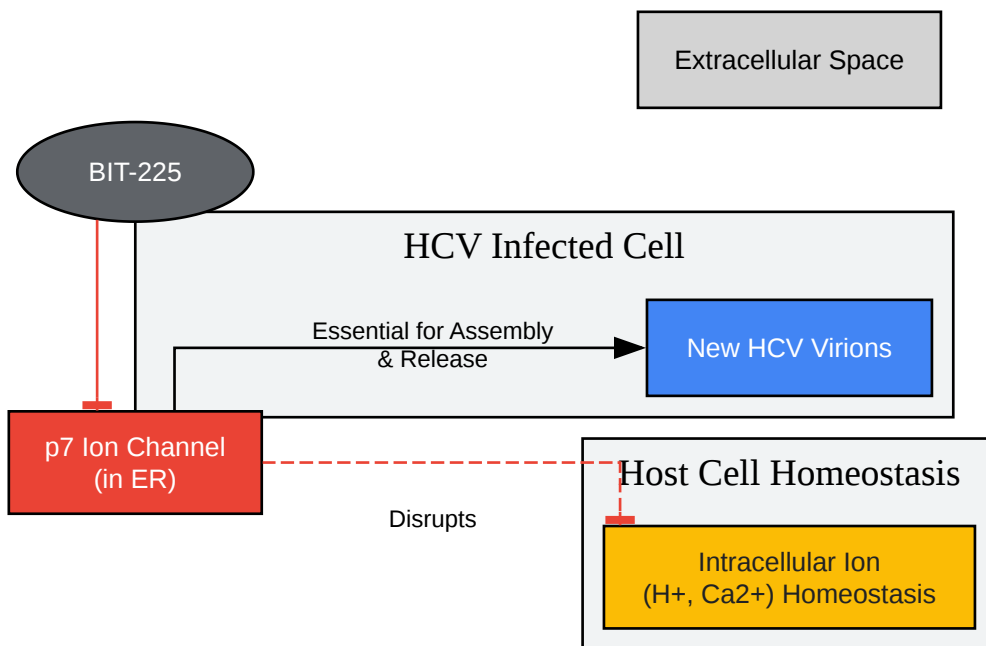 Extracellular Space
BIT-225
HCV Infected Cell
Essential for Assembly
& Release
New HCV Virions
p7 Ion Channel
(in ER)
Host Cell Homeostasis
Disrupts
Intracellular Ion
(H+, Ca2+) Homeostasis